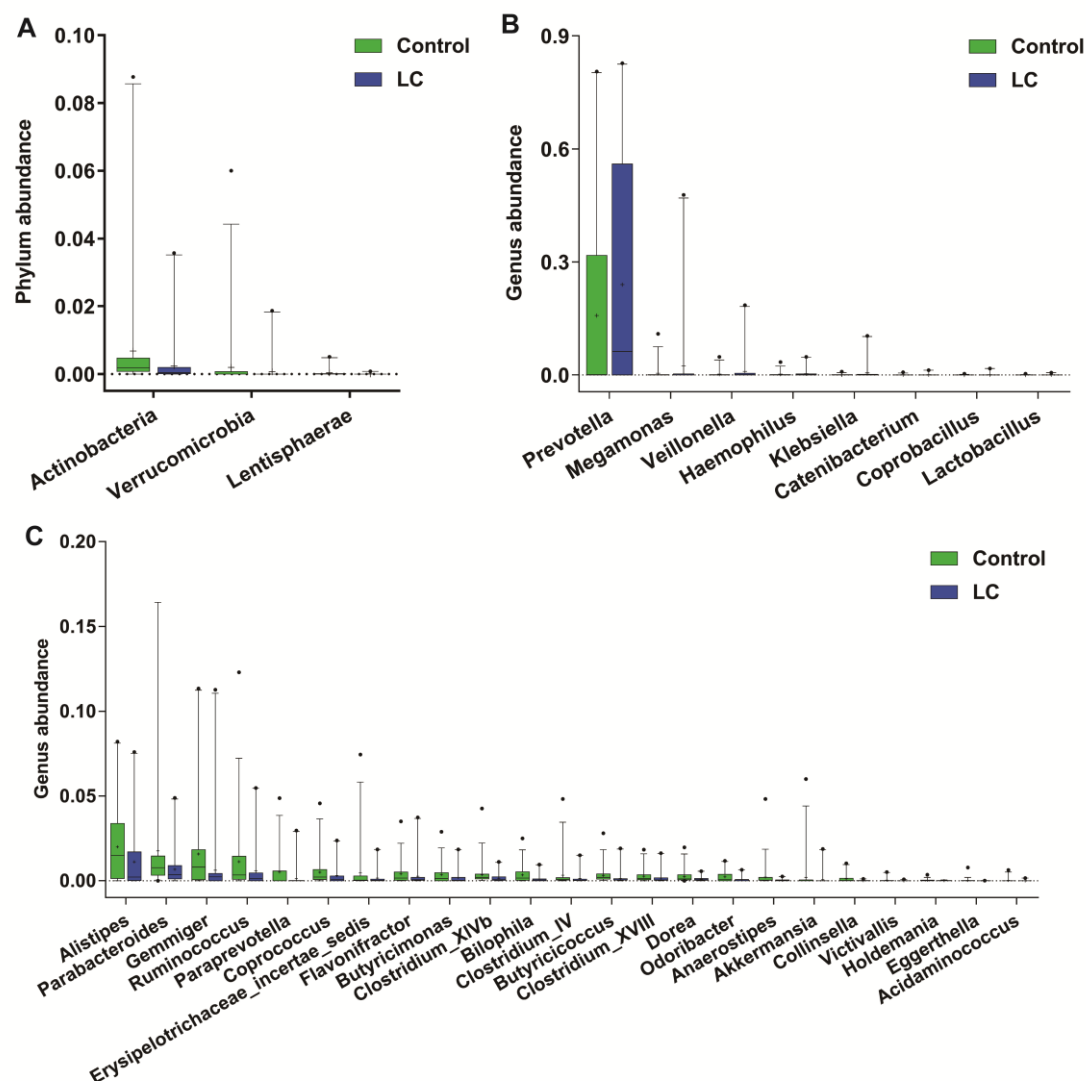 A
Phylum abundance
0.10
0.08
0.06
0.04
0.02
0.00
Control
LC
Actinobacteria
Verrucomicrobia
Lentisphaerae
B
Genus abundance
0.9
0.6
0.3
0.0
Control
LC
Prevotella
Megamonas
Veillonella
Haemophilus
Klebsiella
Catenibacterium
Coprobacillus
Lactobacillus
C
Genus abundance
0.20
0.15
0.10
0.05
0.00
Control
LC
Alistipes
Parabacteroides
Gemmiger
Ruminococcus
Paraprevotella
Coprococcus
Erysipelotrichaceae_incertae_sedis
Flavonifractor
Butyricimonas
Clostridium_XIVb
Bilophila
Clostridium_IV
Butyricicoccus
Clostridium_XVIII
Dorea
Odoribacter
Anaerostipes
Akkermansia
Collinsella
Victivallis
Holdemania
Eggerthella
Acidaminococcus